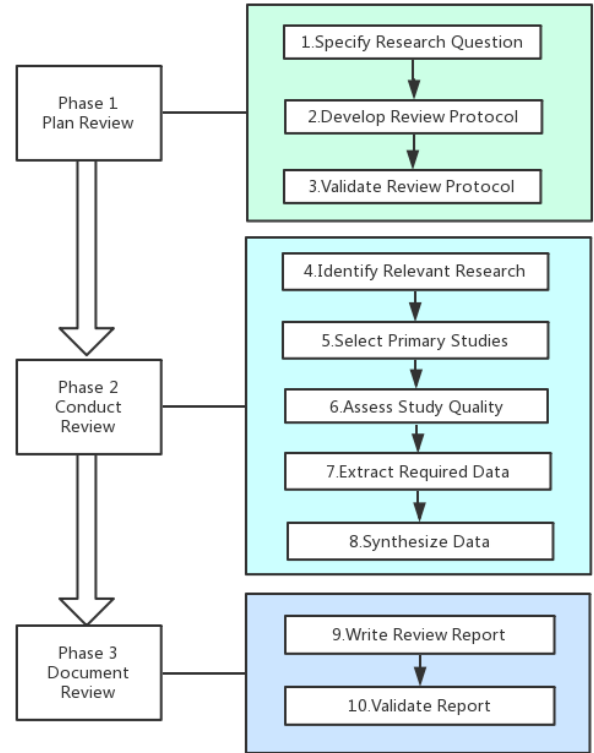 1.Specify Research Question
Phase 1
Plan Review
2.Develop Review Protocol
3.Validate Review Protocol
4.Identify Relevant Research
5.Select Primary Studies
Phase 2
Conduct
Review
6.Assess Study Quality
7.Extract Required Data
8.Synthesize Data
Phase 3
Document
Review
9.Write Review Report
10.Validate Report